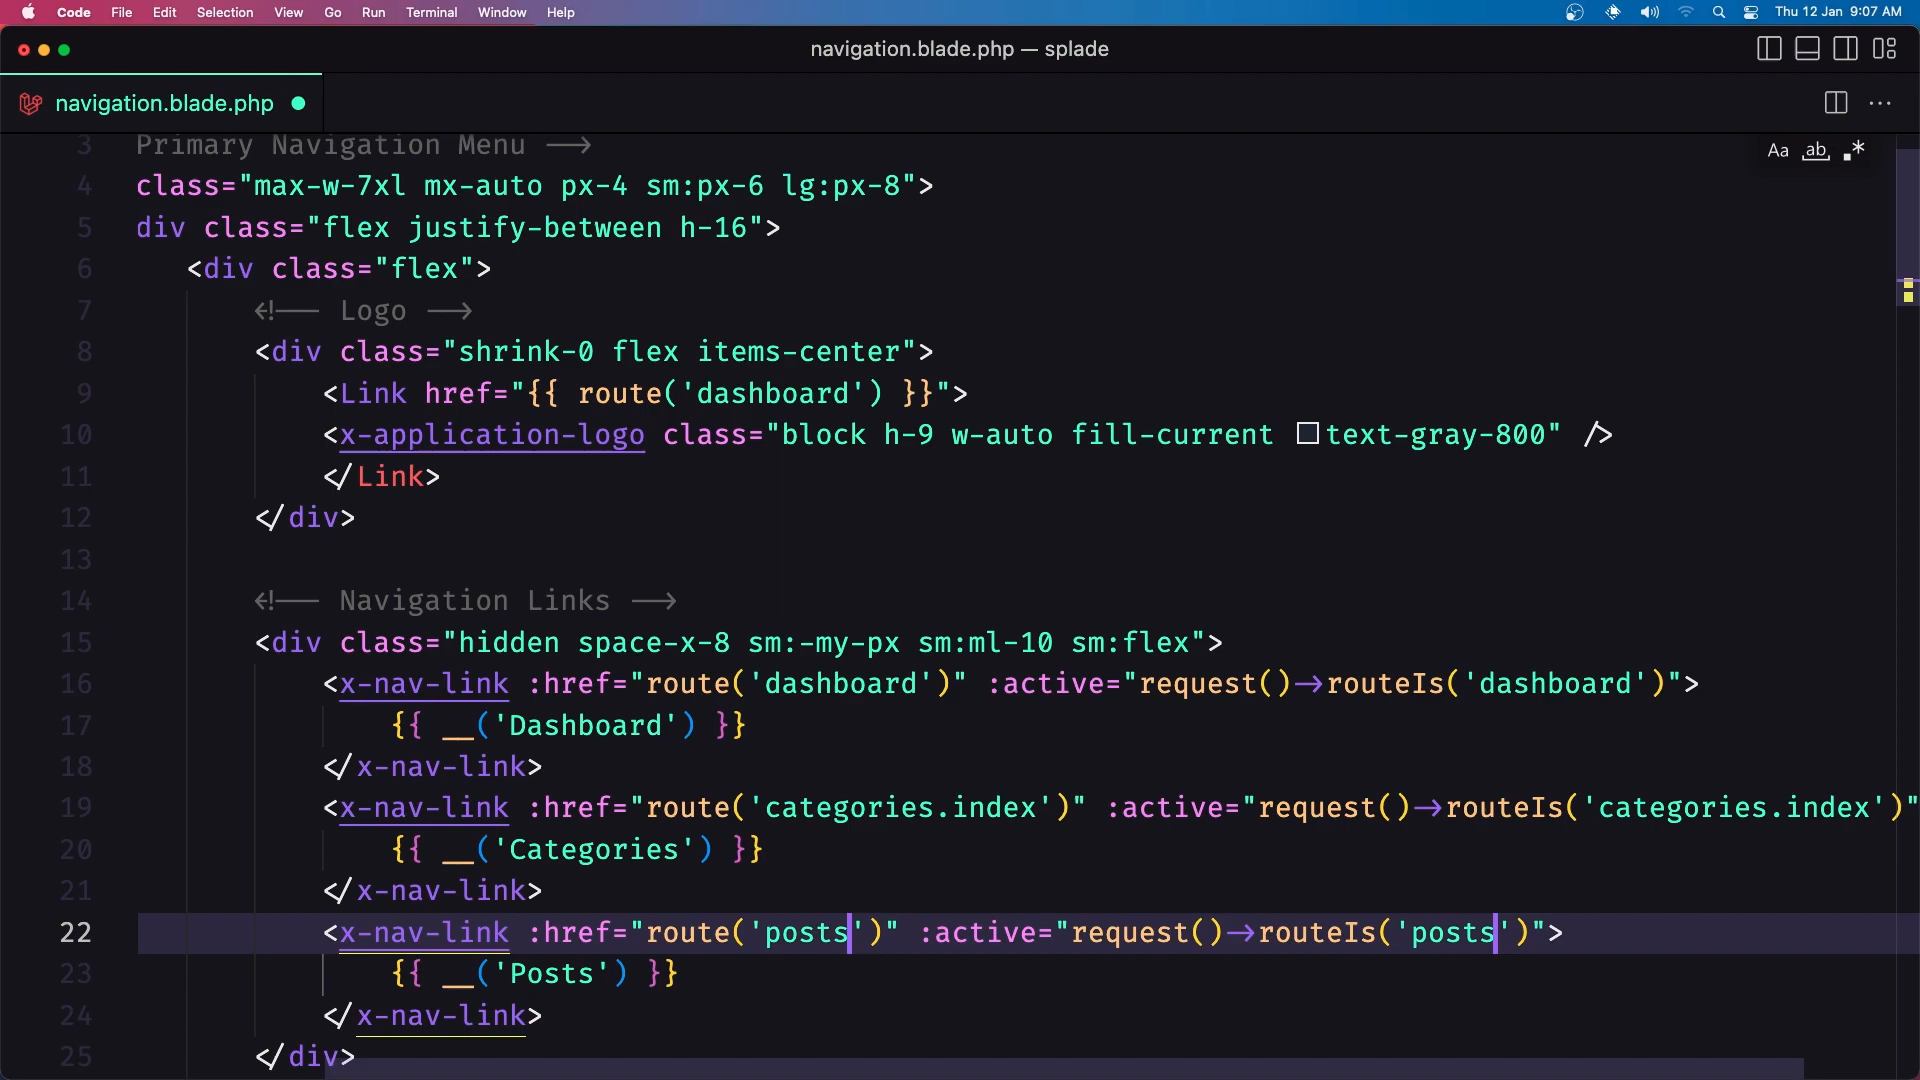 Code File Edit Selection View Go Run Terminal Window Help Thu 12 Jan 9:07 AM
navigation.blade.php — splade
navigation.blade.php
Aa ab .*
3 Primary Navigation Menu -->
4 class="max-w-7xl mx-auto px-4 sm:px-6 lg:px-8">
5 div class="flex justify-between h-16">
6 <div class="flex">
7 <!-- Logo -->
8 <div class="shrink-0 flex items-center">
9 <Link href="{{ route('dashboard') }}">
10 <x-application-logo class="block h-9 w-auto fill-current text-gray-800" />
11 </Link>
12 </div>
13
14 <!-- Navigation Links -->
15 <div class="hidden space-x-8 sm:-my-px sm:ml-10 sm:flex">
16 <x-nav-link :href="route('dashboard')" :active="request()->routeIs('dashboard')">
17 {{ __('Dashboard') }}
18 </x-nav-link>
19 <x-nav-link :href="route('categories.index')" :active="request()->routeIs('categories.index')"
20 {{ __('Categories') }}
21 </x-nav-link>
22 <x-nav-link :href="route('posts')" :active="request()->routeIs('posts')">
23 {{ __('Posts') }}
24 </x-nav-link>
25 </div>